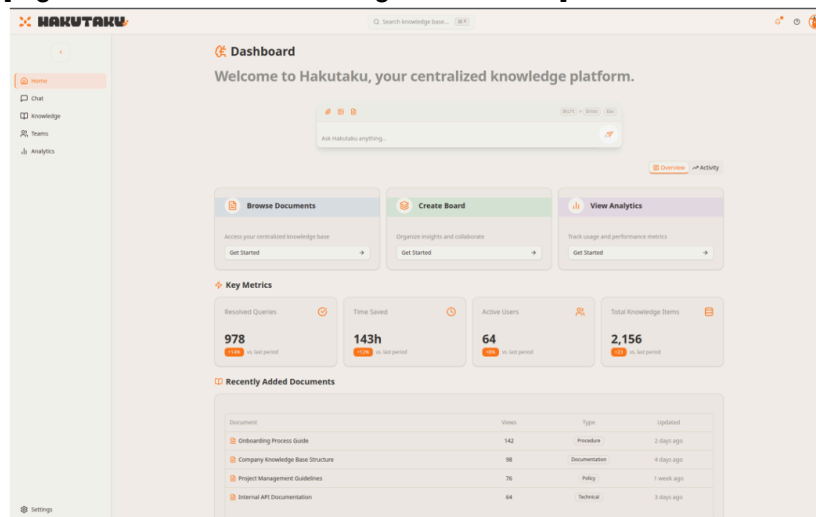 HAKUTAKU
Search knowledge base...
Dashboard
Welcome to Hakutaku, your centralized knowledge platform.
Home
Chat
Knowledge
Teams
Analytics
Ask Hakutaku anything...
Overview
Activity
Browse Documents
Create Board
View Analytics
Access your centralized knowledge base
Organize insights and collaborate
Track usage and performance metrics
Get Started
Get Started
Get Started
Key Metrics
Resolved Queries
Time Saved
Active Users
Total Knowledge Items
978
143h
64
2,156
vs. last period
vs. last period
vs. last period
vs. last period
Recently Added Documents
Document Views Type Updated
Onboarding Process Guide 142 Procedure 2 days ago
Company Knowledge Base Structure 98 Documentation 4 days ago
Project Management Guidelines 76 Policy 1 week ago
Internal API Documentation 64 Technical 3 days ago
Settings